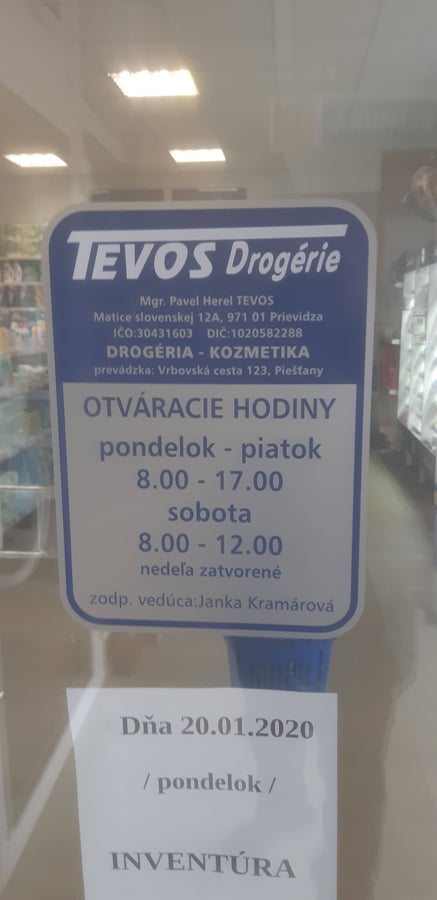 TEVOS Drogérie
Mgr. Pavel Herel TEVOS
Matice slovenskej 12A, 971 01 Prievidza
IČO:30431603 DIČ:1020582288
DROGÉRIA - KOZMETIKA
prevádzka: Vrbovská cesta 123, Piešťany
OTVÁRACIE HODINY
pondelok - piatok
8.00 - 17.00
sobota
8.00 - 12.00
nedeľa zatvorené
zodp. vedúca:Janka Kramárová
Dňa 20.01.2020
/ pondelok /
INVENTÚRA